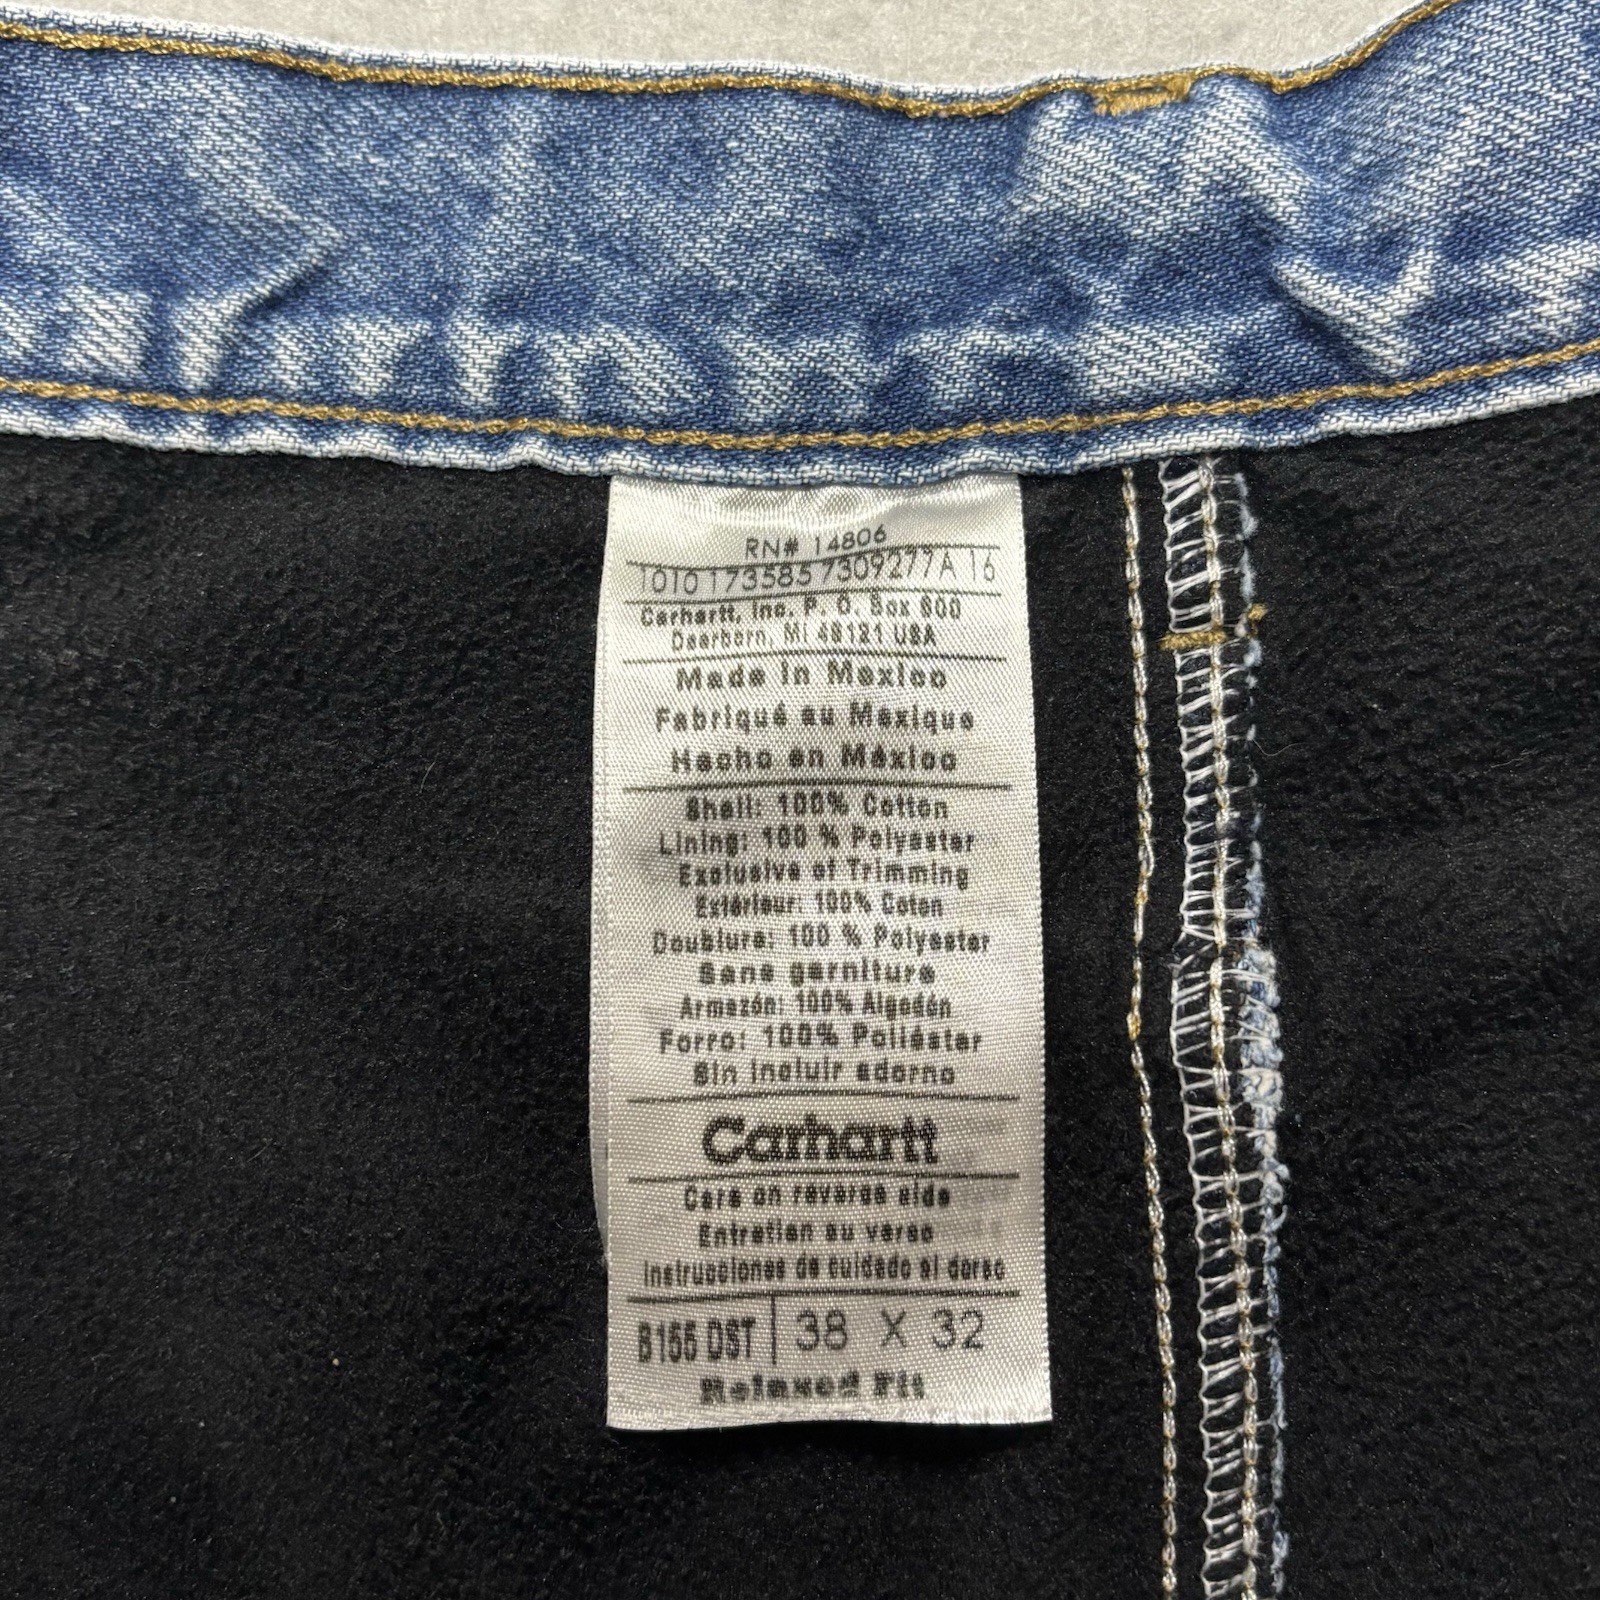 RN# 14806
1010 173585 7309277A 16
Carhartt, Inc. P. O. Box 600
Dearborn, MI 48121 USA
Made in Mexico
Fabriqué au Mexique
Hecho en México
Shell: 100% Cotton
Lining: 100 % Polyester
Exclusive of Trimming
Extérieur: 100% Coton
Doublure: 100 % Polyester
Sans garniture
Armazón: 100% Algodón
Forro: 100% Poliéster
Sin incluir adorno
Carhartt
Care on reverse side
Entretien au verso
Instrucciones de cuidado al dorso
B155 DST 38 X 32
Relaxed Fit